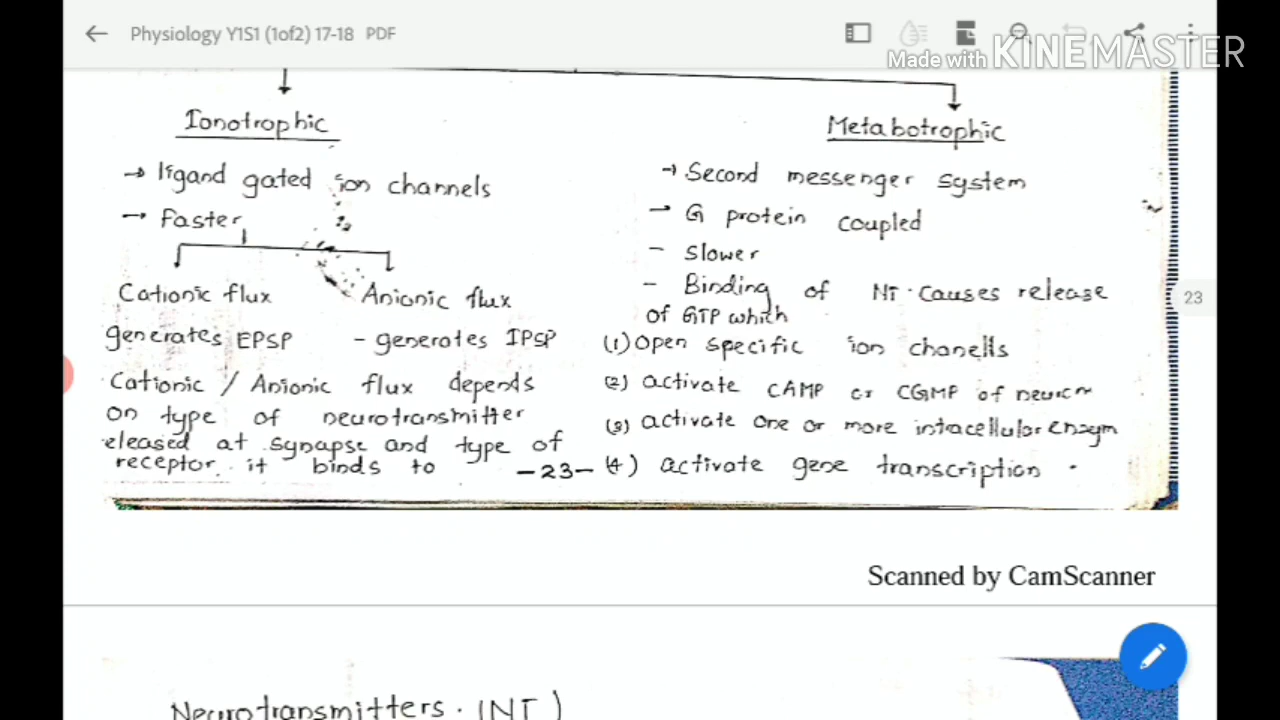 Physiology Y1S1 (1of2) 17-18 PDF
Made with KINEMASTER
Ionotrophic
→ ligand gated ion channels
→ Faster
Cationic flux
generates EPSP
Anionic flux
- generates IPSP
Cationic / Anionic flux depends
on type of neurotransmitter
eleased at synapse and type of
receptor it binds to
Metabotrophic
→ Second messenger system
- G protein coupled
- Slower
- Binding of NT causes release
of GTP which
(1) Open specific ion chanells
(2) activate CAMP or CGMP of
(3) activate one or more intacellular enzym
(4) activate gene transcription .
-23-
23
Scanned by CamScanner
Neurotransmitters . (NT)